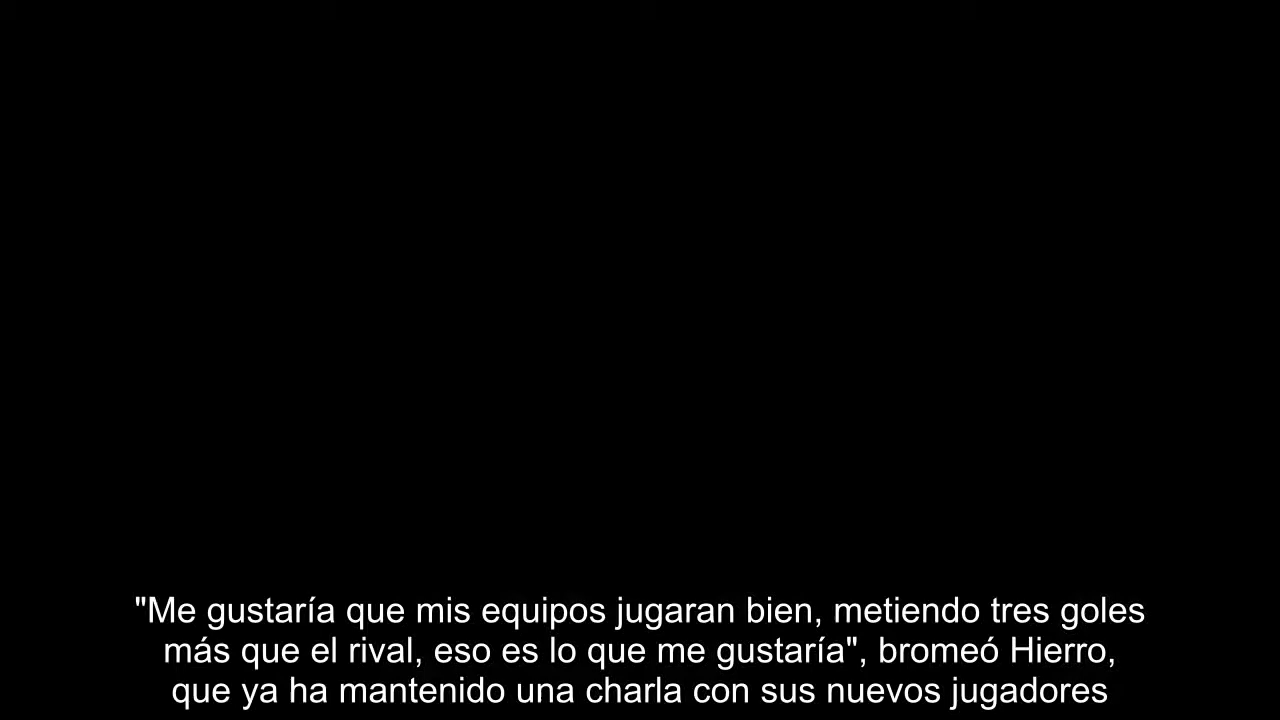 "Me gustaría que mis equipos jugaran bien, metiendo tres goles
más que el rival, eso es lo que me gustaría", bromeó Hierro,
que ya ha mantenido una charla con sus nuevos jugadores